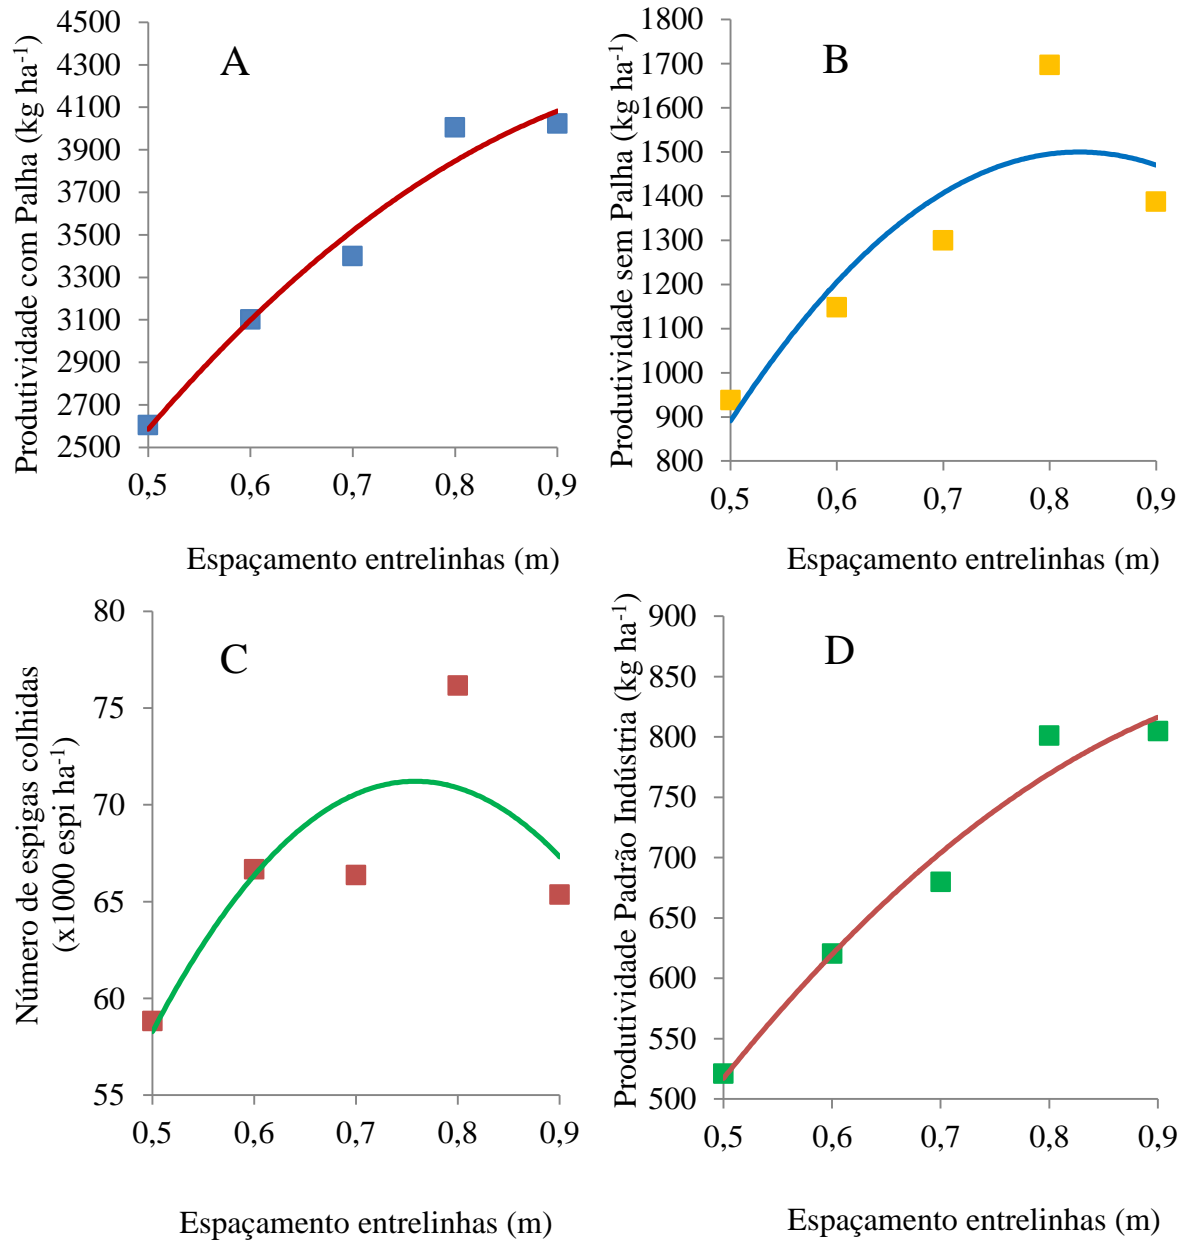 Produtividade com Palha (kg ha-1)
A
4500
4300
4100
3900
3700
3500
3300
3100
2900
2700
2500
0,5 0,6 0,7 0,8 0,9
Espaçamento entrelinhas (m)
Produtividade sem Palha (kg ha-1)
B
1800
1700
1600
1500
1400
1300
1200
1100
1000
900
800
0,5 0,6 0,7 0,8 0,9
Espaçamento entrelinhas (m)
Número de espigas colhidas
(x1000 espi ha-1)
C
80
75
70
65
60
55
0,5 0,6 0,7 0,8 0,9
Espaçamento entrelinhas (m)
Produtividade Padrão Indústria (kg ha-1)
D
900
850
800
750
700
650
600
550
500
0,5 0,6 0,7 0,8 0,9
Espaçamento entrelinhas (m)